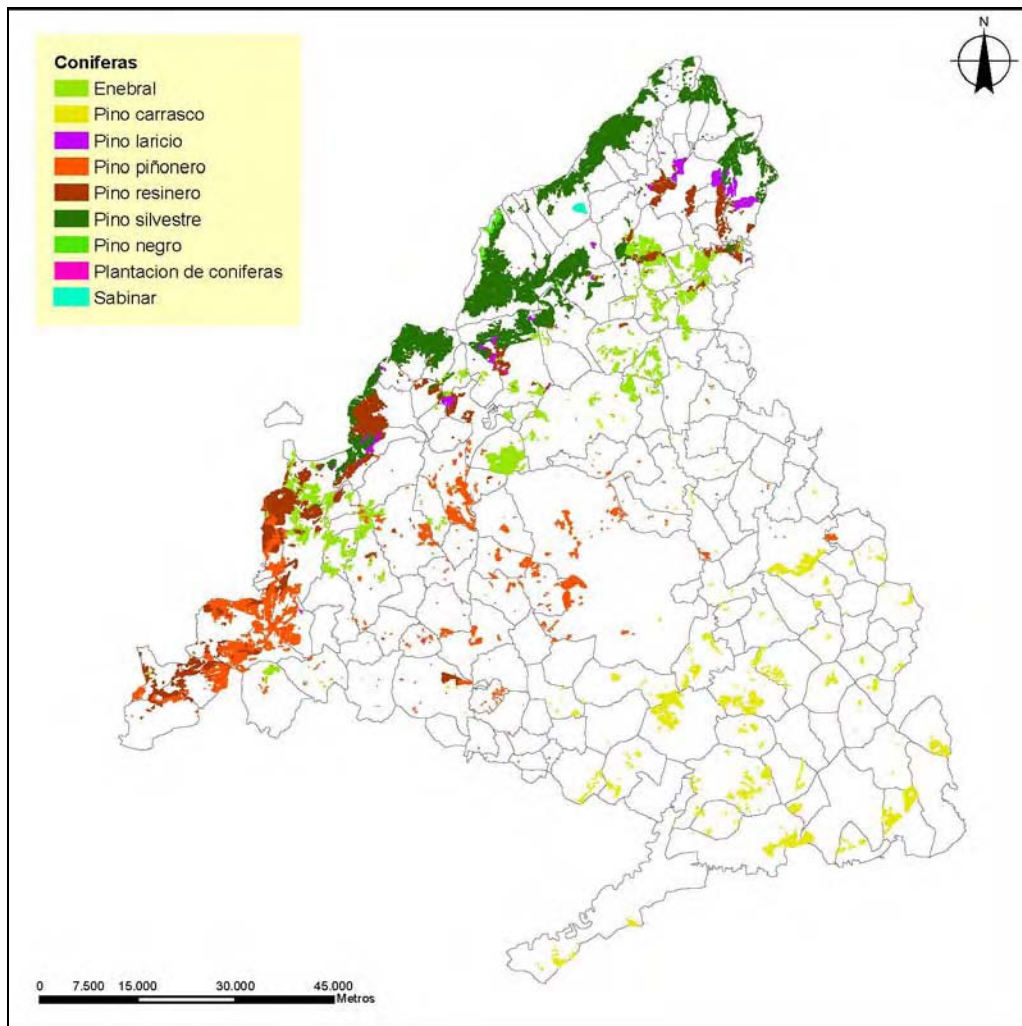 N
Coniferas
Enebral
Pino carrasco
Pino laricio
Pino piñonero
Pino resinero
Pino silvestre
Pino negro
Plantacion de coniferas
Sabinar
0 7.500 15.000 30.000 45.000
Metros